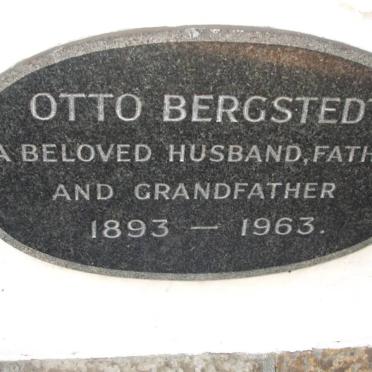 OTTO BERGSTEDT
A BELOVED HUSBAND, FATH
AND GRANDFATHER
1893 — 1963.